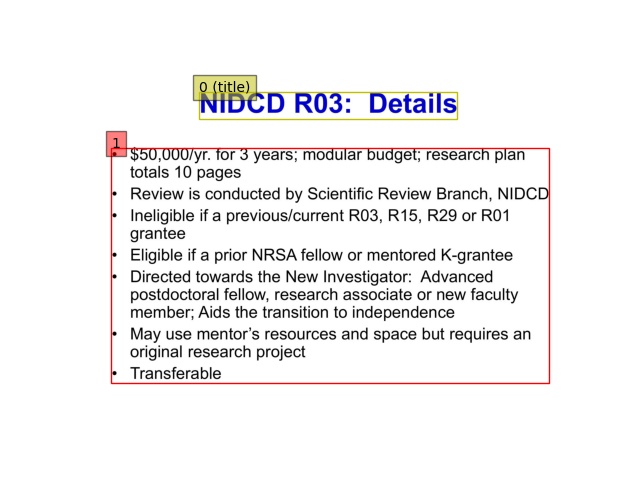 0 (title)
NIDCD R03:  Details
1
• $50,000/yr. for 3 years; modular budget; research plan
totals 10 pages
• Review is conducted by Scientific Review Branch, NIDCD
• Ineligible if a previous/current R03, R15, R29 or R01
grantee
• Eligible if a prior NRSA fellow or mentored K-grantee
• Directed towards the New Investigator:  Advanced
postdoctoral fellow, research associate or new faculty
member; Aids the transition to independence
• May use mentor’s resources and space but requires an
original research project
• Transferable